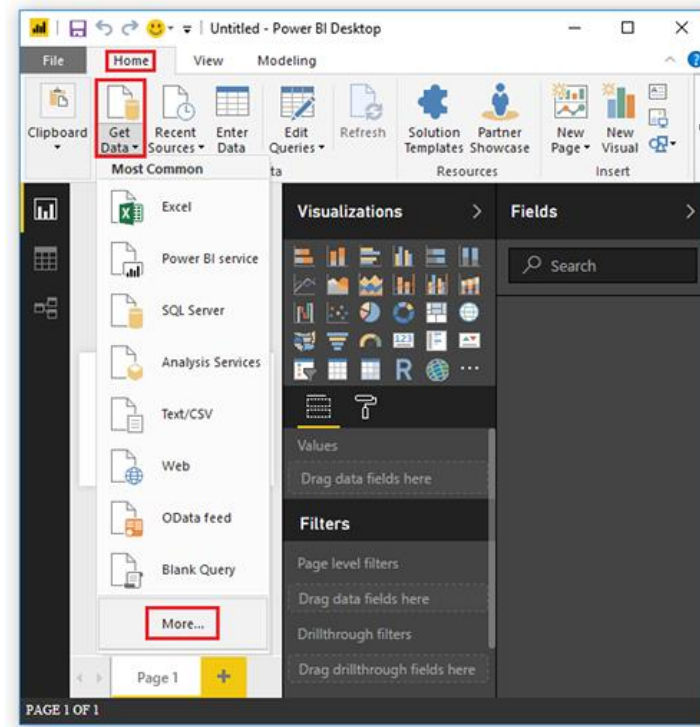 Untitled - Power BI Desktop
File Home View Modeling
Clipboard
Get Data
Recent Sources
Enter Data
Edit Queries
Refresh
Solution Templates
Partner Showcase
New Page
New Visual
ta
Resources
Insert
Most Common
Excel
Power BI service
SQL Server
Analysis Services
Text/CSV
Web
OData feed
Blank Query
More...
Visualizations
123
R
Values
Drag data fields here
Filters
Page level filters
Drag data fields here
Drillthrough filters
Drag drillthrough fields here
Fields
Search
Page 1
PAGE 1 OF 1